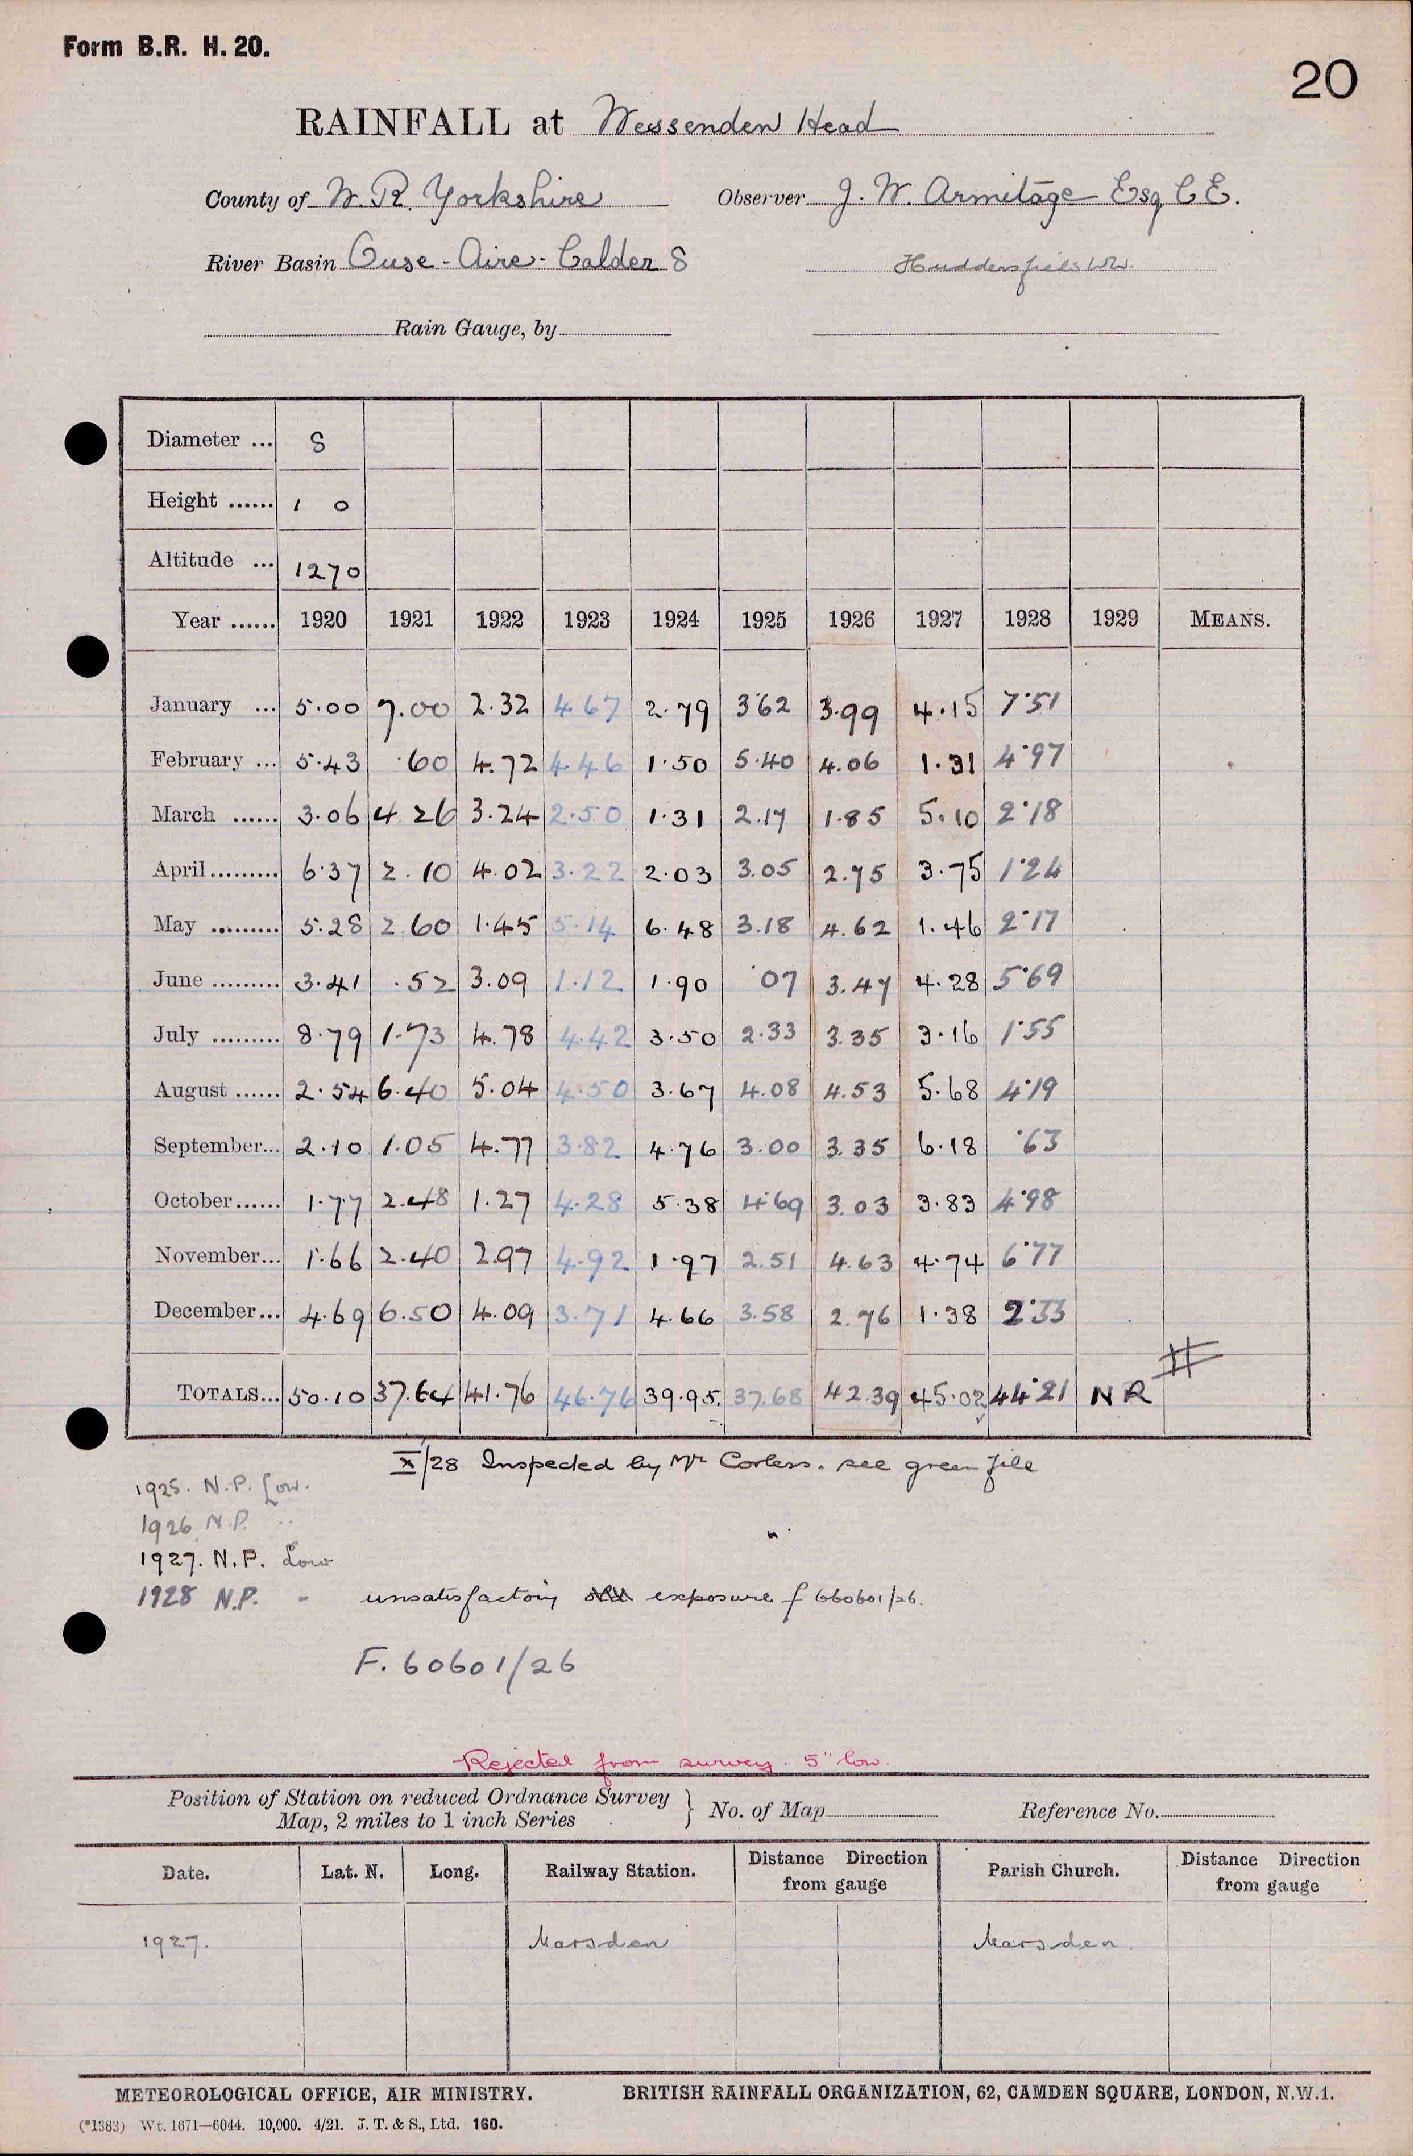 Form B.R. H. 20.
20
RAINFALL at Wessenden Head
County of W. R. Yorkshire Observer J. W. Armitage Esq C E.
River Basin Ouse - Aire - Calder S Huddersfield WW.
Rain Gauge, by
Diameter ... 8
Height ...... 1 0
Altitude ... 1270
Year ...... 1920 1921 1922 1923 1924 1925 1926 1927 1928 1929 MEANS.
January ... 5.00 7.00 2.32 4.67 2.79 3.62 3.99 4.15 7.51
February ... 5.43 .60 4.72 4.46 1.50 5.40 4.06 1.31 4.97
March ...... 3.06 4 26 3.24 2.50 1.31 2.17 1.85 5.10 2.18
April......... 6.37 2.10 4.02 3.22 2.03 3.05 2.75 3.75 1.24
May ......... 5.28 2.60 1.45 5.14 6.48 3.18 4.62 1.46 2.17
June ......... 3.41 .52 3.09 1.12 1.90 .07 3.47 4.28 5.69
July ......... 8.79 1.73 4.78 4.42 3.50 2.33 3.35 3.16 1.55
August ...... 2.54 6.40 5.04 4.50 3.67 4.08 4.53 5.68 4.19
September... 2.10 1.05 4.77 3.82 4.76 3.00 3.35 6.18 .63
October...... 1.77 2.48 1.27 4.28 5.38 4.69 3.03 3.83 4.98
November... 1.66 2.40 2.97 4.92 1.97 2.51 4.63 4.74 6.77
December... 4.69 6.50 4.09 3.71 4.66 3.58 2.76 1.38 2.33
TOTALS... 50.10 37.64 41.76 46.76 39.95 37.68 42.39 45.02 44.21 N R #
X/28 Inspected by Mr Corless. see green file
1925. N.P. Low.
1926 N.P. "
1927. N.P. Low
1928 N.P. - unsatisfactory exposure f 660601/26.
F. 60601/26
Rejected from survey. 5" low.
Position of Station on reduced Ordnance Survey
Map, 2 miles to 1 inch Series } No. of Map Reference No.
Date. Lat. N. Long. Railway Station. Distance Direction from gauge Parish Church. Distance Direction from gauge
1927. Marsden Marsden.
METEOROLOGICAL OFFICE, AIR MINISTRY. BRITISH RAINFALL ORGANIZATION, 62, CAMDEN SQUARE, LONDON, N.W.1.
(*1383) Wt. 1671—6044. 10,000. 4/21. J. T. & S., Ltd. 160.